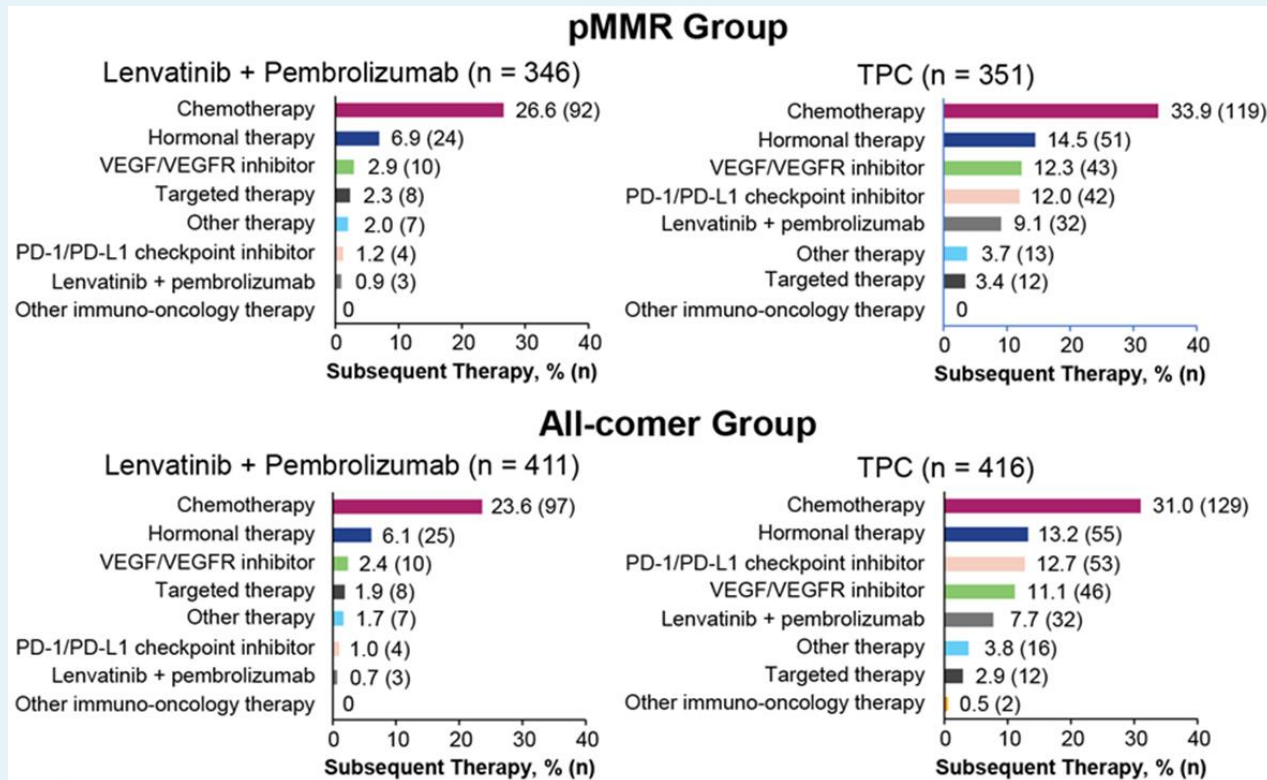 pMMR Group
Lenvatinib + Pembrolizumab (n = 346)
Chemotherapy 26.6 (92)
Hormonal therapy 6.9 (24)
VEGF/VEGFR inhibitor 2.9 (10)
Targeted therapy 2.3 (8)
Other therapy 2.0 (7)
PD-1/PD-L1 checkpoint inhibitor 1.2 (4)
Lenvatinib + pembrolizumab 0.9 (3)
Other immuno-oncology therapy 0
0 10 20 30 40
Subsequent Therapy, % (n)
TPC (n = 351)
Chemotherapy 33.9 (119)
Hormonal therapy 14.5 (51)
VEGF/VEGFR inhibitor 12.3 (43)
PD-1/PD-L1 checkpoint inhibitor 12.0 (42)
Lenvatinib + pembrolizumab 9.1 (32)
Other therapy 3.7 (13)
Targeted therapy 3.4 (12)
Other immuno-oncology therapy 0
0 10 20 30 40
Subsequent Therapy, % (n)
All-comer Group
Lenvatinib + Pembrolizumab (n = 411)
Chemotherapy 23.6 (97)
Hormonal therapy 6.1 (25)
VEGF/VEGFR inhibitor 2.4 (10)
Targeted therapy 1.9 (8)
Other therapy 1.7 (7)
PD-1/PD-L1 checkpoint inhibitor 1.0 (4)
Lenvatinib + pembrolizumab 0.7 (3)
Other immuno-oncology therapy 0
0 10 20 30 40
Subsequent Therapy, % (n)
TPC (n = 416)
Chemotherapy 31.0 (129)
Hormonal therapy 13.2 (55)
PD-1/PD-L1 checkpoint inhibitor 12.7 (53)
VEGF/VEGFR inhibitor 11.1 (46)
Lenvatinib + pembrolizumab 7.7 (32)
Other therapy 3.8 (16)
Targeted therapy 2.9 (12)
Other immuno-oncology therapy 0.5 (2)
0 10 20 30 40
Subsequent Therapy, % (n)